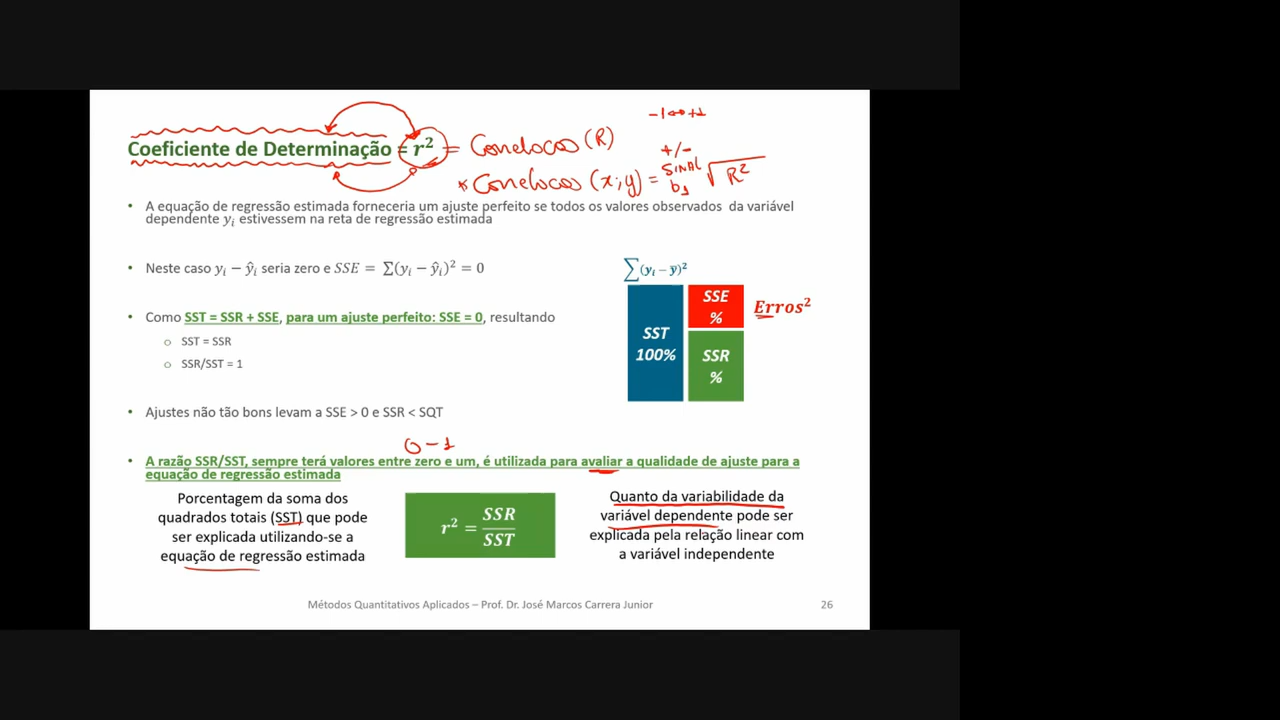 -1 ↔ +1
Coeficiente de Determinação = r² = Correlacao (R)
+/-
* Correlacao (x;y) = SINAL b1 √R²
• A equação de regressão estimada forneceria um ajuste perfeito se todos os valores observados da variável
dependente yᵢ estivessem na reta de regressão estimada
• Neste caso yᵢ − ŷᵢ seria zero e SSE = ∑(yᵢ − ŷᵢ)² = 0
∑(yᵢ − ȳ)²
SSE
%
Erros²
SST
100%
SSR
%
• Como SST = SSR + SSE, para um ajuste perfeito: SSE = 0, resultando
o SST = SSR
o SSR/SST = 1
• Ajustes não tão bons levam a SSE > 0 e SSR < SQT
0 - 1
• A razão SSR/SST, sempre terá valores entre zero e um, é utilizada para avaliar a qualidade de ajuste para a
equação de regressão estimada
Porcentagem da soma dos
quadrados totais (SST) que pode
ser explicada utilizando-se a
equação de regressão estimada
r² = SSR/SST
Quanto da variabilidade da
variável dependente pode ser
explicada pela relação linear com
a variável independente
Métodos Quantitativos Aplicados – Prof. Dr. José Marcos Carrera Junior
26